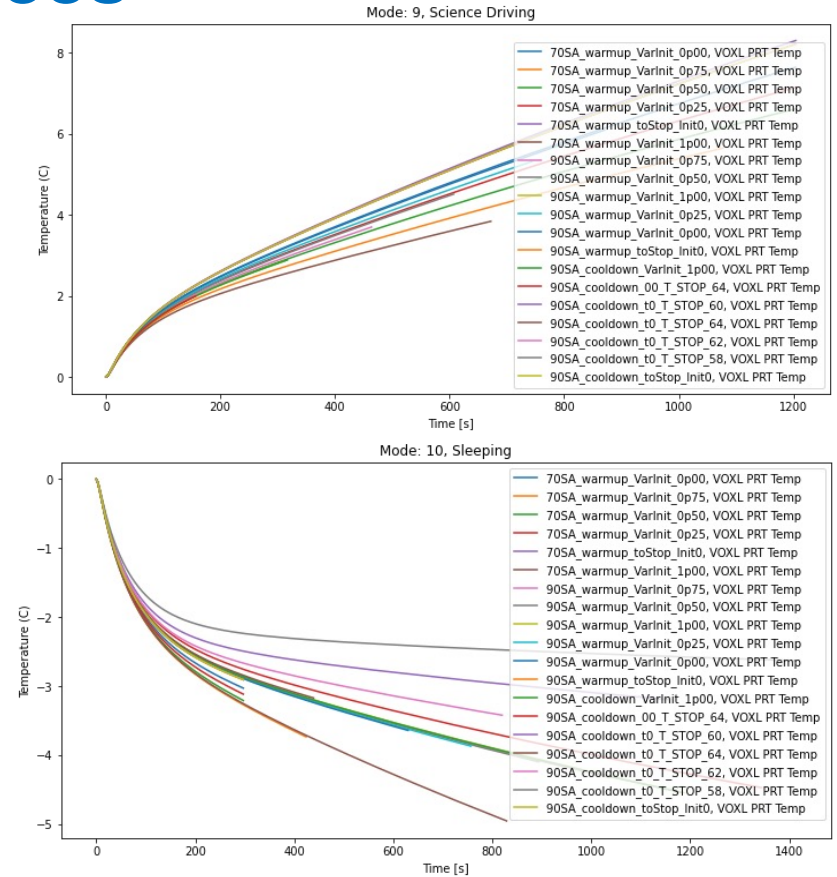 Mode: 9, Science Driving
8
6
4
2
0
Temperature (C)
70SA_warmup_VarInit_0p00, VOXL PRT Temp
70SA_warmup_VarInit_0p75, VOXL PRT Temp
70SA_warmup_VarInit_0p50, VOXL PRT Temp
70SA_warmup_VarInit_0p25, VOXL PRT Temp
70SA_warmup_toStop_Init0, VOXL PRT Temp
70SA_warmup_VarInit_1p00, VOXL PRT Temp
90SA_warmup_VarInit_0p75, VOXL PRT Temp
90SA_warmup_VarInit_0p50, VOXL PRT Temp
90SA_warmup_VarInit_1p00, VOXL PRT Temp
90SA_warmup_VarInit_0p25, VOXL PRT Temp
90SA_warmup_VarInit_0p00, VOXL PRT Temp
90SA_warmup_toStop_Init0, VOXL PRT Temp
90SA_cooldown_VarInit_1p00, VOXL PRT Temp
90SA_cooldown_00_T_STOP_64, VOXL PRT Temp
90SA_cooldown_t0_T_STOP_60, VOXL PRT Temp
90SA_cooldown_t0_T_STOP_64, VOXL PRT Temp
90SA_cooldown_t0_T_STOP_62, VOXL PRT Temp
90SA_cooldown_t0_T_STOP_58, VOXL PRT Temp
90SA_cooldown_toStop_Init0, VOXL PRT Temp
0 200 400 600 800 1000 1200
Time [s]
Mode: 10, Sleeping
0
−1
−2
−3
−4
−5
Temperature (C)
70SA_warmup_VarInit_0p00, VOXL PRT Temp
70SA_warmup_VarInit_0p75, VOXL PRT Temp
70SA_warmup_VarInit_0p50, VOXL PRT Temp
70SA_warmup_VarInit_0p25, VOXL PRT Temp
70SA_warmup_toStop_Init0, VOXL PRT Temp
70SA_warmup_VarInit_1p00, VOXL PRT Temp
90SA_warmup_VarInit_0p75, VOXL PRT Temp
90SA_warmup_VarInit_0p50, VOXL PRT Temp
90SA_warmup_VarInit_1p00, VOXL PRT Temp
90SA_warmup_VarInit_0p25, VOXL PRT Temp
90SA_warmup_VarInit_0p00, VOXL PRT Temp
90SA_warmup_toStop_Init0, VOXL PRT Temp
90SA_cooldown_VarInit_1p00, VOXL PRT Temp
90SA_cooldown_00_T_STOP_64, VOXL PRT Temp
90SA_cooldown_t0_T_STOP_60, VOXL PRT Temp
90SA_cooldown_t0_T_STOP_64, VOXL PRT Temp
90SA_cooldown_t0_T_STOP_62, VOXL PRT Temp
90SA_cooldown_t0_T_STOP_58, VOXL PRT Temp
90SA_cooldown_toStop_Init0, VOXL PRT Temp
0 200 400 600 800 1000 1200 1400
Time [s]